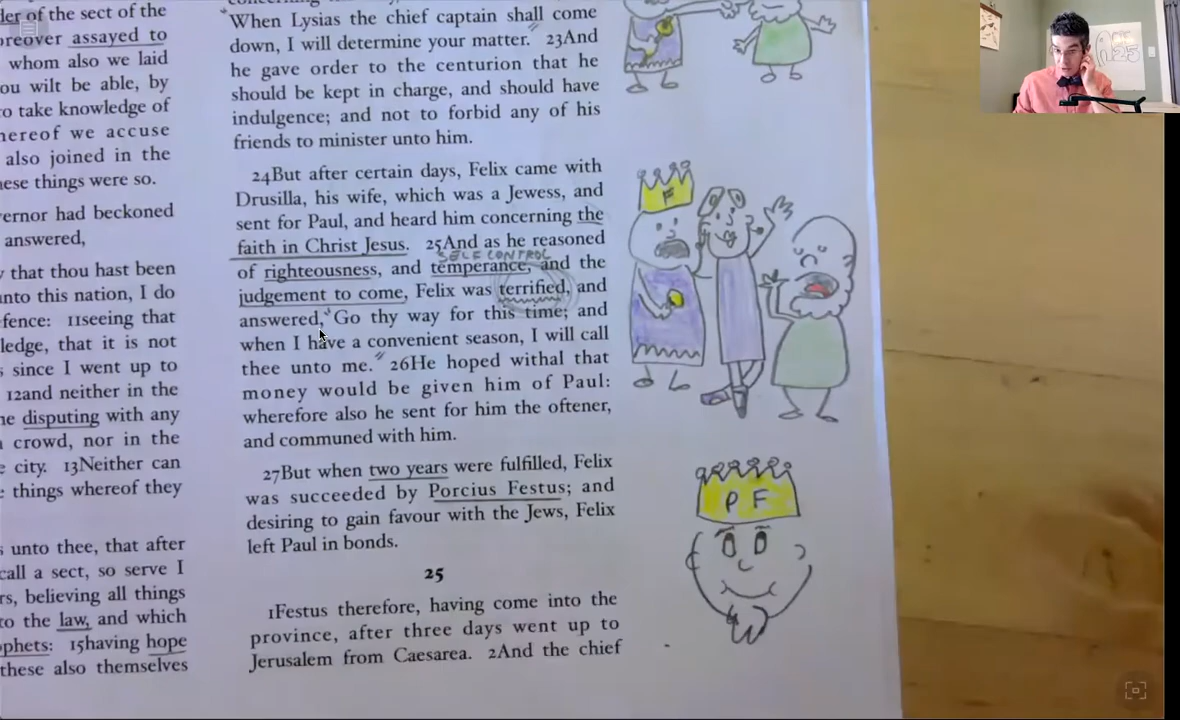 der of the sect of the
oreover assayed to
whom also we laid
ou wilt be able, by
to take knowledge of
hereof we accuse
also joined in the
hese things were so.
vernor had beckoned
answered,
y that thou hast been
unto this nation, I do
fence: 11seeing that
ledge, that it is not
s since I went up to
12and neither in the
me disputing with any
a crowd, nor in the
e city. 13Neither can
e things whereof they
s unto thee, that after
call a sect, so serve I
rs, believing all things
to the law, and which
ophets: 15having hope
these also themselves
"When Lysias the chief captain shall come
down, I will determine your matter." 23And
he gave order to the centurion that he
should be kept in charge, and should have
indulgence; and not to forbid any of his
friends to minister unto him.
24But after certain days, Felix came with
Drusilla, his wife, which was a Jewess, and
sent for Paul, and heard him concerning the
faith in Christ Jesus. 25And as he reasoned
SELF CONTROL
of righteousness, and temperance, and the
judgement to come, Felix was terrified, and
answered, "Go thy way for this time; and
when I have a convenient season, I will call
thee unto me." 26He hoped withal that
money would be given him of Paul:
wherefore also he sent for him the oftener,
and communed with him.
27But when two years were fulfilled, Felix
was succeeded by Porcius Festus; and
desiring to gain favour with the Jews, Felix
left Paul in bonds.
25
1Festus therefore, having come into the
province, after three days went up to
Jerusalem from Caesarea. 2And the chief
F
P F
25